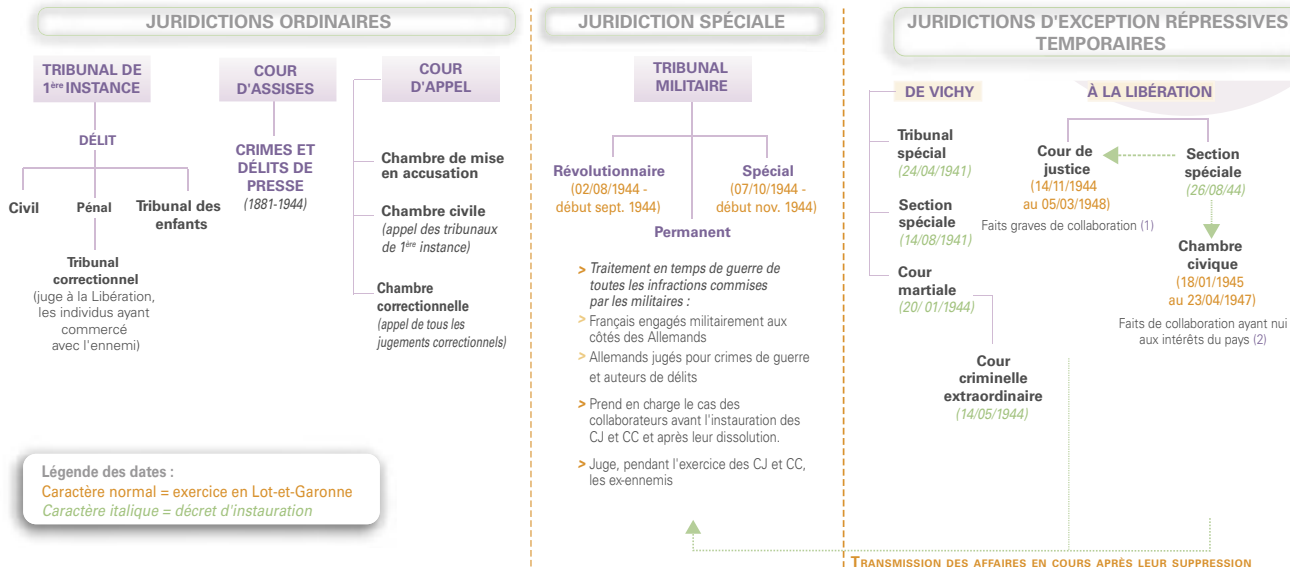 JURIDICTIONS ORDINAIRES
TRIBUNAL DE
1ère INSTANCE
DÉLIT
Civil
Pénal
Tribunal des
enfants
Tribunal
correctionnel
(juge à la Libération,
les individus ayant
commercé
avec l'ennemi)
COUR
D'ASSISES
CRIMES ET
DÉLITS DE
PRESSE
(1881-1944)
COUR
D'APPEL
Chambre de mise
en accusation
Chambre civile
(appel des tribunaux
de 1ère instance)
Chambre
correctionnelle
(appel de tous les
jugements correctionnels)
Légende des dates :
Caractère normal = exercice en Lot-et-Garonne
Caractère italique = décret d'instauration
JURIDICTION SPÉCIALE
TRIBUNAL
MILITAIRE
Révolutionnaire
(02/08/1944 -
début sept. 1944)
Spécial
(07/10/1944 -
début nov. 1944)
Permanent
> Traitement en temps de guerre de
toutes les infractions commises
par les militaires :
> Français engagés militairement aux
côtés des Allemands
> Allemands jugés pour crimes de guerre
et auteurs de délits
> Prend en charge le cas des
collaborateurs avant l'instauration des
CJ et CC et après leur dissolution.
> Juge, pendant l'exercice des CJ et CC,
les ex-ennemis
JURIDICTIONS D'EXCEPTION RÉPRESSIVES
TEMPORAIRES
DE VICHY
Tribunal
spécial
(24/04/1941)
Section
spéciale
(14/08/1941)
Cour
martiale
(20/ 01/1944)
Cour
criminelle
extraordinaire
(14/05/1944)
À LA LIBÉRATION
Cour de
justice
(14/11/1944
au 05/03/1948)
Faits graves de collaboration (1)
Section
spéciale
(26/08/44)
Chambre
civique
(18/01/1945
au 23/04/1947)
Faits de collaboration ayant nui
aux intérêts du pays (2)
TRANSMISSION DES AFFAIRES EN COURS APRÈS LEUR SUPPRESSION